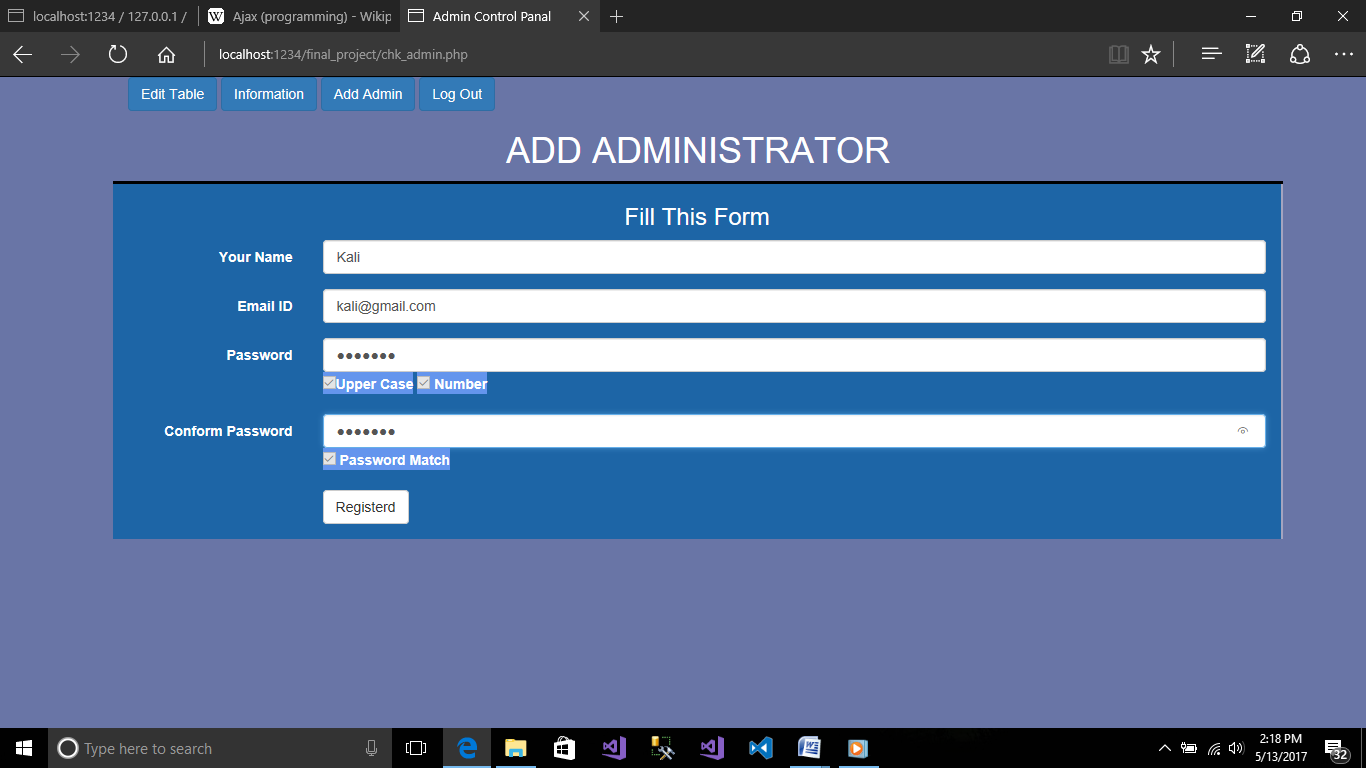 localhost:1234 / 127.0.0.1 /
W Ajax (programming) - Wikip
Admin Control Panal
localhost:1234/final_project/chk_admin.php
Edit Table Information Add Admin Log Out
ADD ADMINISTRATOR
Fill This Form
Your Name Kali
Email ID kali@gmail.com
Password •••••••
Upper Case Number
Conform Password •••••••
Password Match
Registerd
Type here to search
2:18 PM
5/13/2017
32